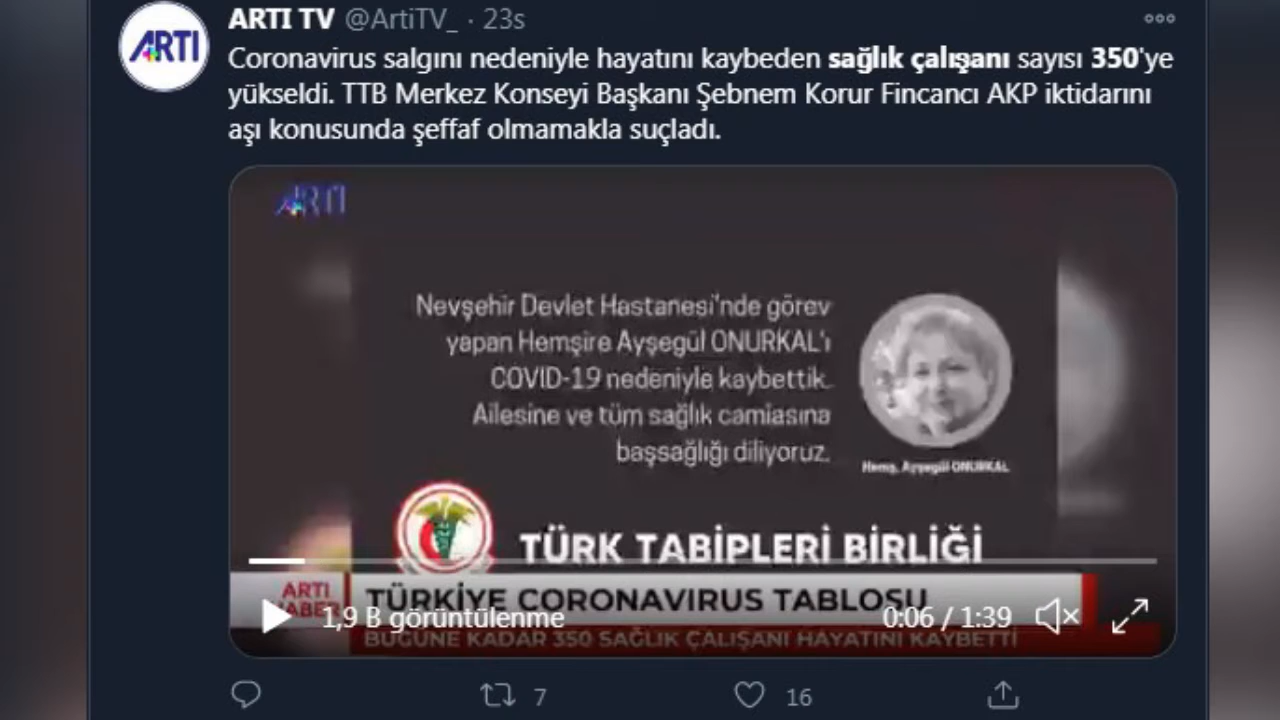 ARTI TV @ArtiTV_ · 23s
ARTI
Coronavirus salgını nedeniyle hayatını kaybeden sağlık çalışanı sayısı 350'ye
yükseldi. TTB Merkez Konseyi Başkanı Şebnem Korur Fincancı AKP iktidarını
aşı konusunda şeffaf olmamakla suçladı.
ARTI
Nevşehir Devlet Hastanesi'nde görev
yapan Hemşire Ayşegül ONURKAL'ı
COVID-19 nedeniyle kaybettik.
Ailesine ve tüm sağlık camiasına
başsağlığı diliyoruz.
Hemş. Ayşegül ONURKAL
TÜRK TABİPLERİ BİRLİĞİ
ARTI
HABER
TÜRKİYE CORONAVIRUS TABLOSU
1,9 B görüntülenme
0:06 / 1:39
BUGÜNE KADAR 350 SAĞLIK ÇALIŞANI HAYATINI KAYBETTİ
7
16